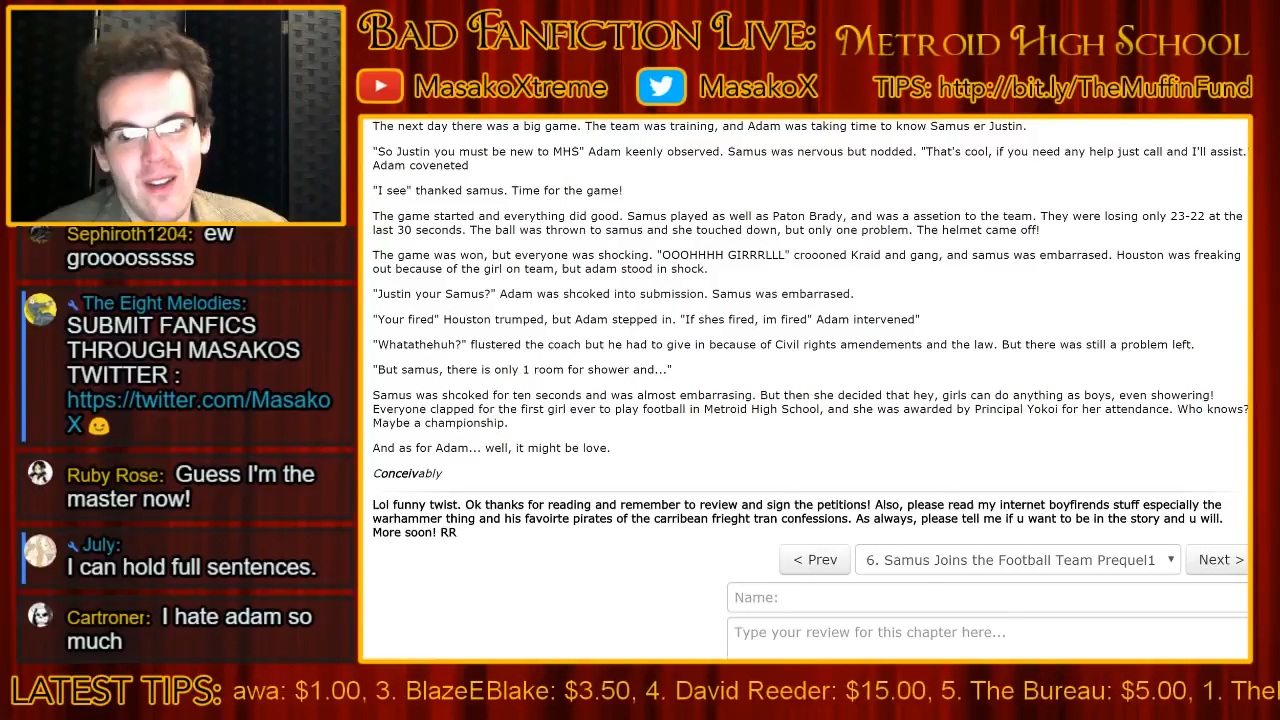 BAD FANFICTION LIVE:
METROID HIGH SCHOOL
MasakoXtreme
MasakoX
TIPS: http://bit.ly/TheMuffinFund
Sephiroth1204: ew
groooosssss
The Eight Melodies:
SUBMIT FANFICS
THROUGH MASAKOS
TWITTER :
https://twitter.com/Masako
X
Ruby Rose: Guess I'm the
master now!
July:
I can hold full sentences.
Cartroner: I hate adam so
much
The next day there was a big game. The team was training, and Adam was taking time to know Samus er Justin.
"So Justin you must be new to MHS" Adam keenly observed. Samus was nervous but nodded. "That's cool, if you need any help just call and I'll assist."
Adam coveneted
"I see" thanked samus. Time for the game!
The game started and everything did good. Samus played as well as Paton Brady, and was a assetion to the team. They were losing only 23-22 at the
last 30 seconds. The ball was thrown to samus and she touched down, but only one problem. The helmet came off!
The game was won, but everyone was shocking. "OOOHHHH GIRRRLLL" croooned Kraid and gang, and samus was embarrased. Houston was freaking
out because of the girl on team, but adam stood in shock.
"Justin your Samus?" Adam was shcoked into submission. Samus was embarrased.
"Your fired" Houston trumped, but Adam stepped in. "If shes fired, im fired" Adam intervened"
"Whatathehuh?" flustered the coach but he had to give in because of Civil rights amendements and the law. But there was still a problem left.
"But samus, there is only 1 room for shower and..."
Samus was shcoked for ten seconds and was almost embarrasing. But then she decided that hey, girls can do anything as boys, even showering!
Everyone clapped for the first girl ever to play football in Metroid High School, and she was awarded by Principal Yokoi for her attendance. Who knows?
Maybe a championship.
And as for Adam... well, it might be love.
Conceivably
Lol funny twist. Ok thanks for reading and remember to review and sign the petitions! Also, please read my internet boyfirends stuff especially the
warhammer thing and his favoirte pirates of the carribean frieght tran confessions. As always, please tell me if u want to be in the story and u will.
More soon! RR
< Prev
6. Samus Joins the Football Team Prequel1
Next >
Name:
Type your review for this chapter here...
LATEST TIPS: awa: $1.00, 3. BlazeEBlake: $3.50, 4. David Reeder: $15.00, 5. The Bureau: $5.00, 1. Thel